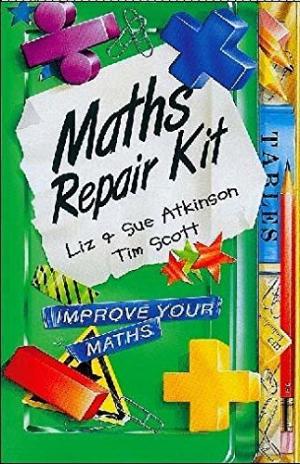 Maths
Repair Kit
Liz & Sue Atkinson
Tim Scott
IMPROVE YOUR
MATHS
TABLES